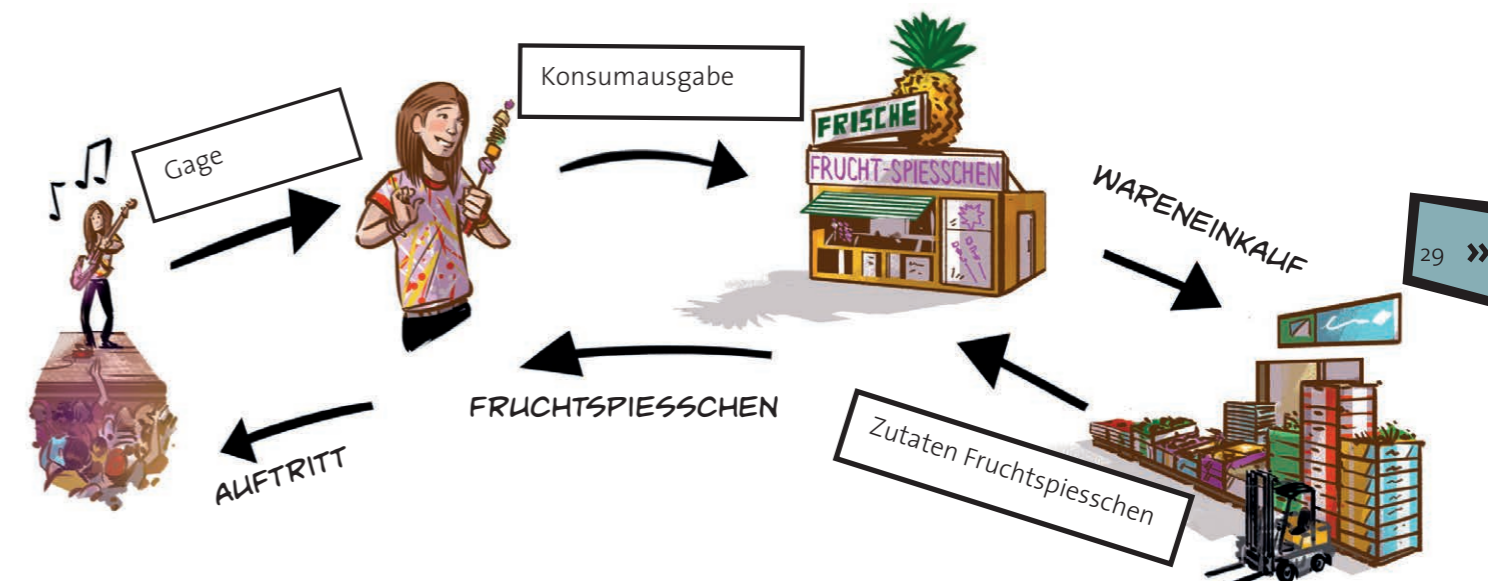 Konsumausgabe
Gage
FRISCHE
FRUCHT-SPIESSCHEN
WARENEINKAUF
29 »
FRUCHTSPIESSCHEN
Zutaten Fruchtspiesschen
AUFTRITT